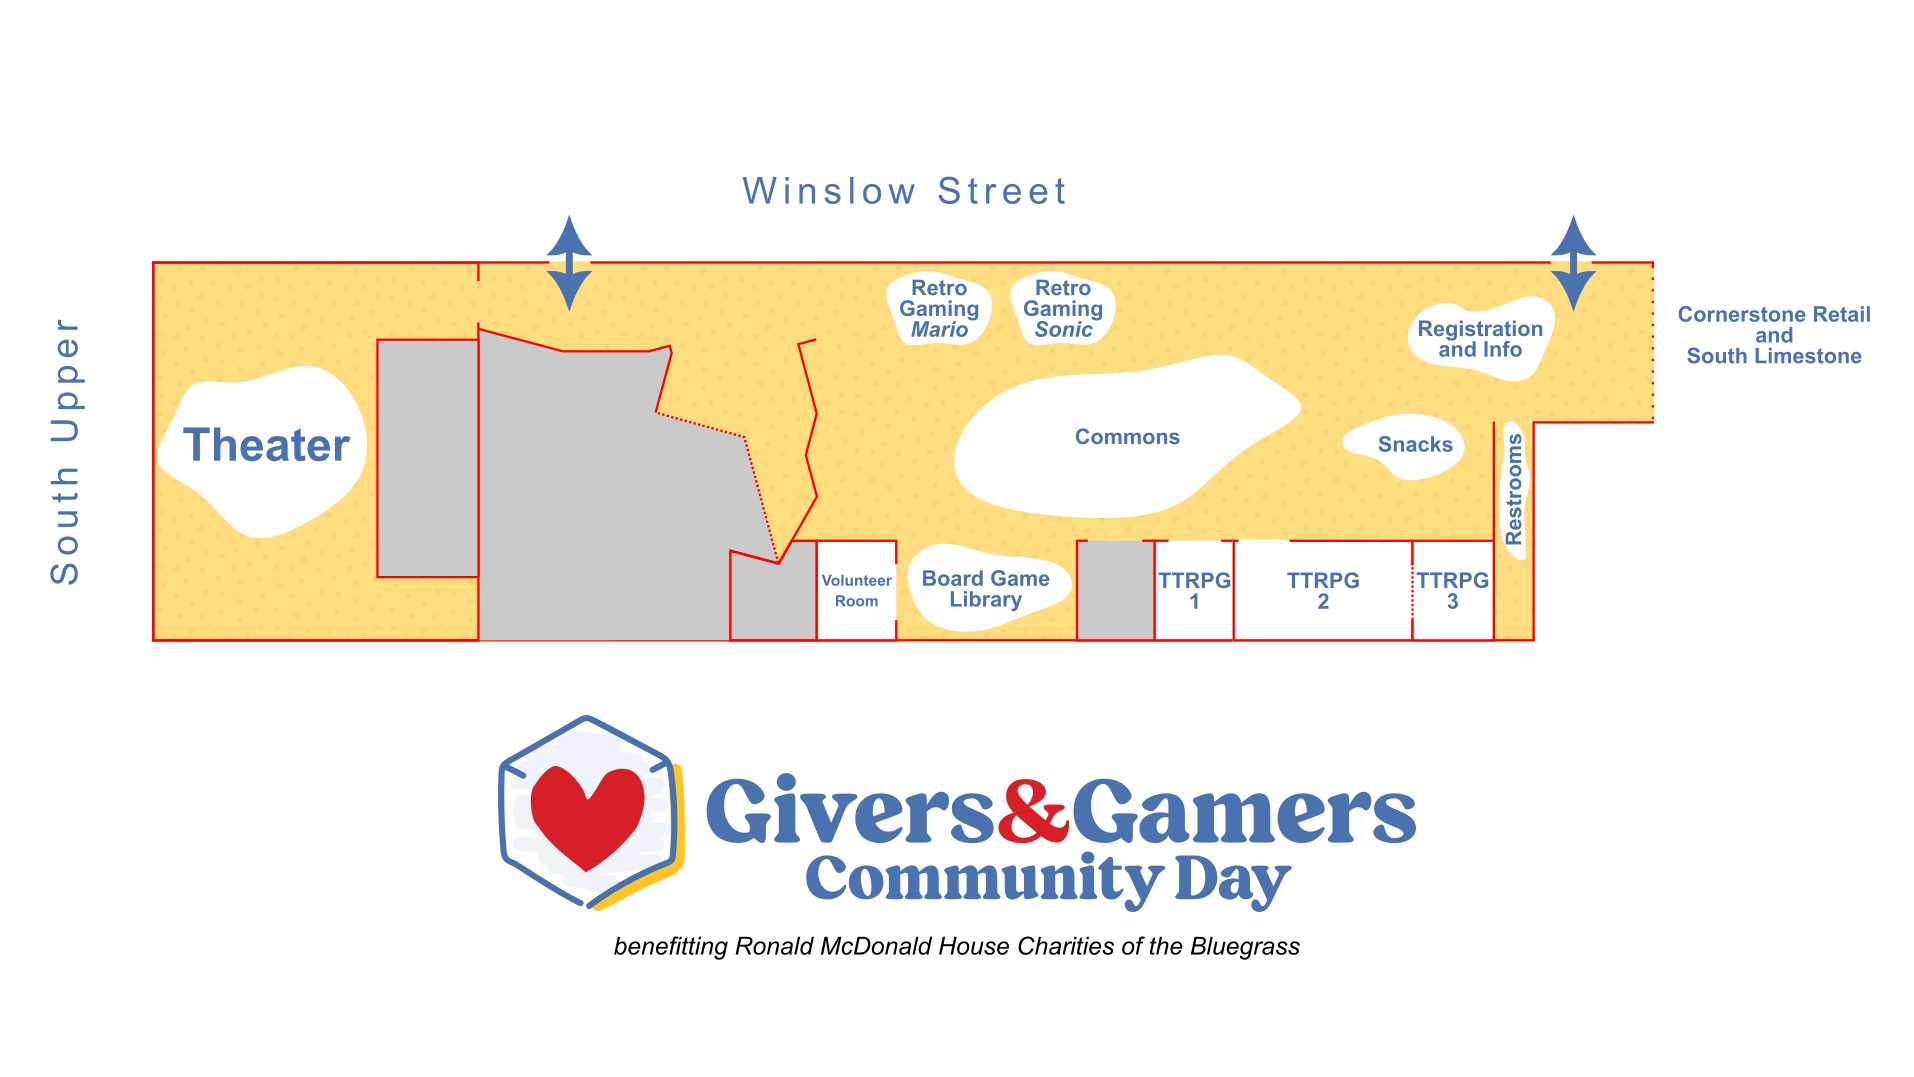 Winslow Street
South Upper
Retro
Gaming
Mario
Retro
Gaming
Sonic
Registration
and Info
Cornerstone Retail
and
South Limestone
Theater
Commons
Snacks
Restrooms
Volunteer
Room
Board Game
Library
TTRPG
1
TTRPG
2
TTRPG
3
Givers&Gamers
Community Day
benefitting Ronald McDonald House Charities of the Bluegrass